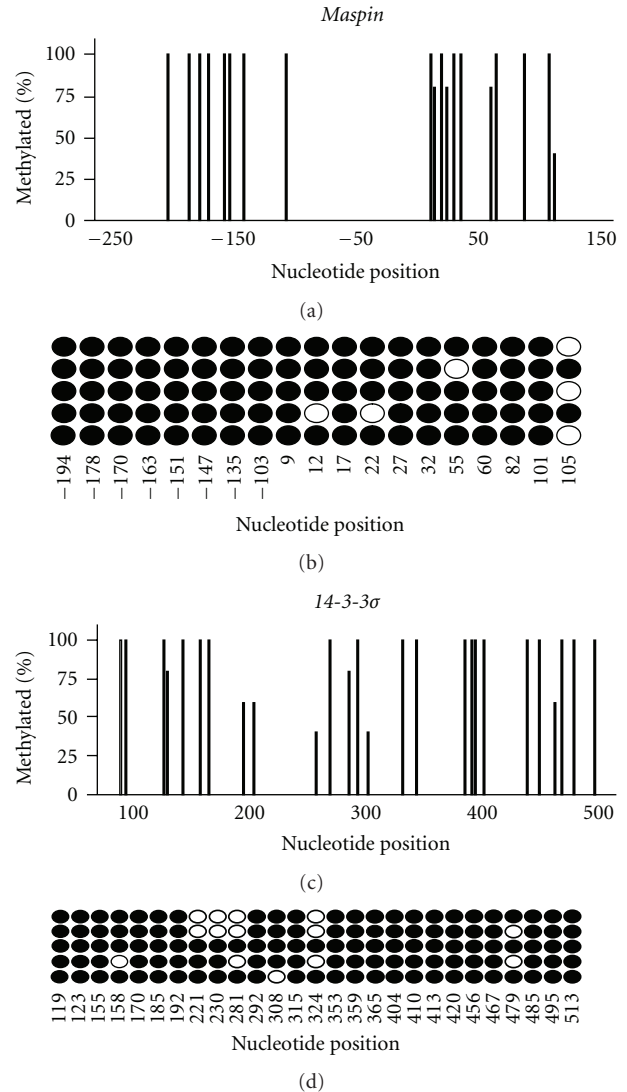 Maspin
100
75
50
25
0
Methylated (%)
−250 −150 −50 50 150
Nucleotide position
(a)
−194 −178 −170 −163 −151 −147 −135 −103 9 12 17 22 27 32 55 60 82 101 105
Nucleotide position
(b)
14-3-3σ
100
75
50
25
0
Methylated (%)
100 200 300 400 500
Nucleotide position
(c)
119 123 155 158 170 185 192 221 230 281 292 308 315 324 353 359 365 404 410 413 420 456 467 479 485 495 513
Nucleotide position
(d)